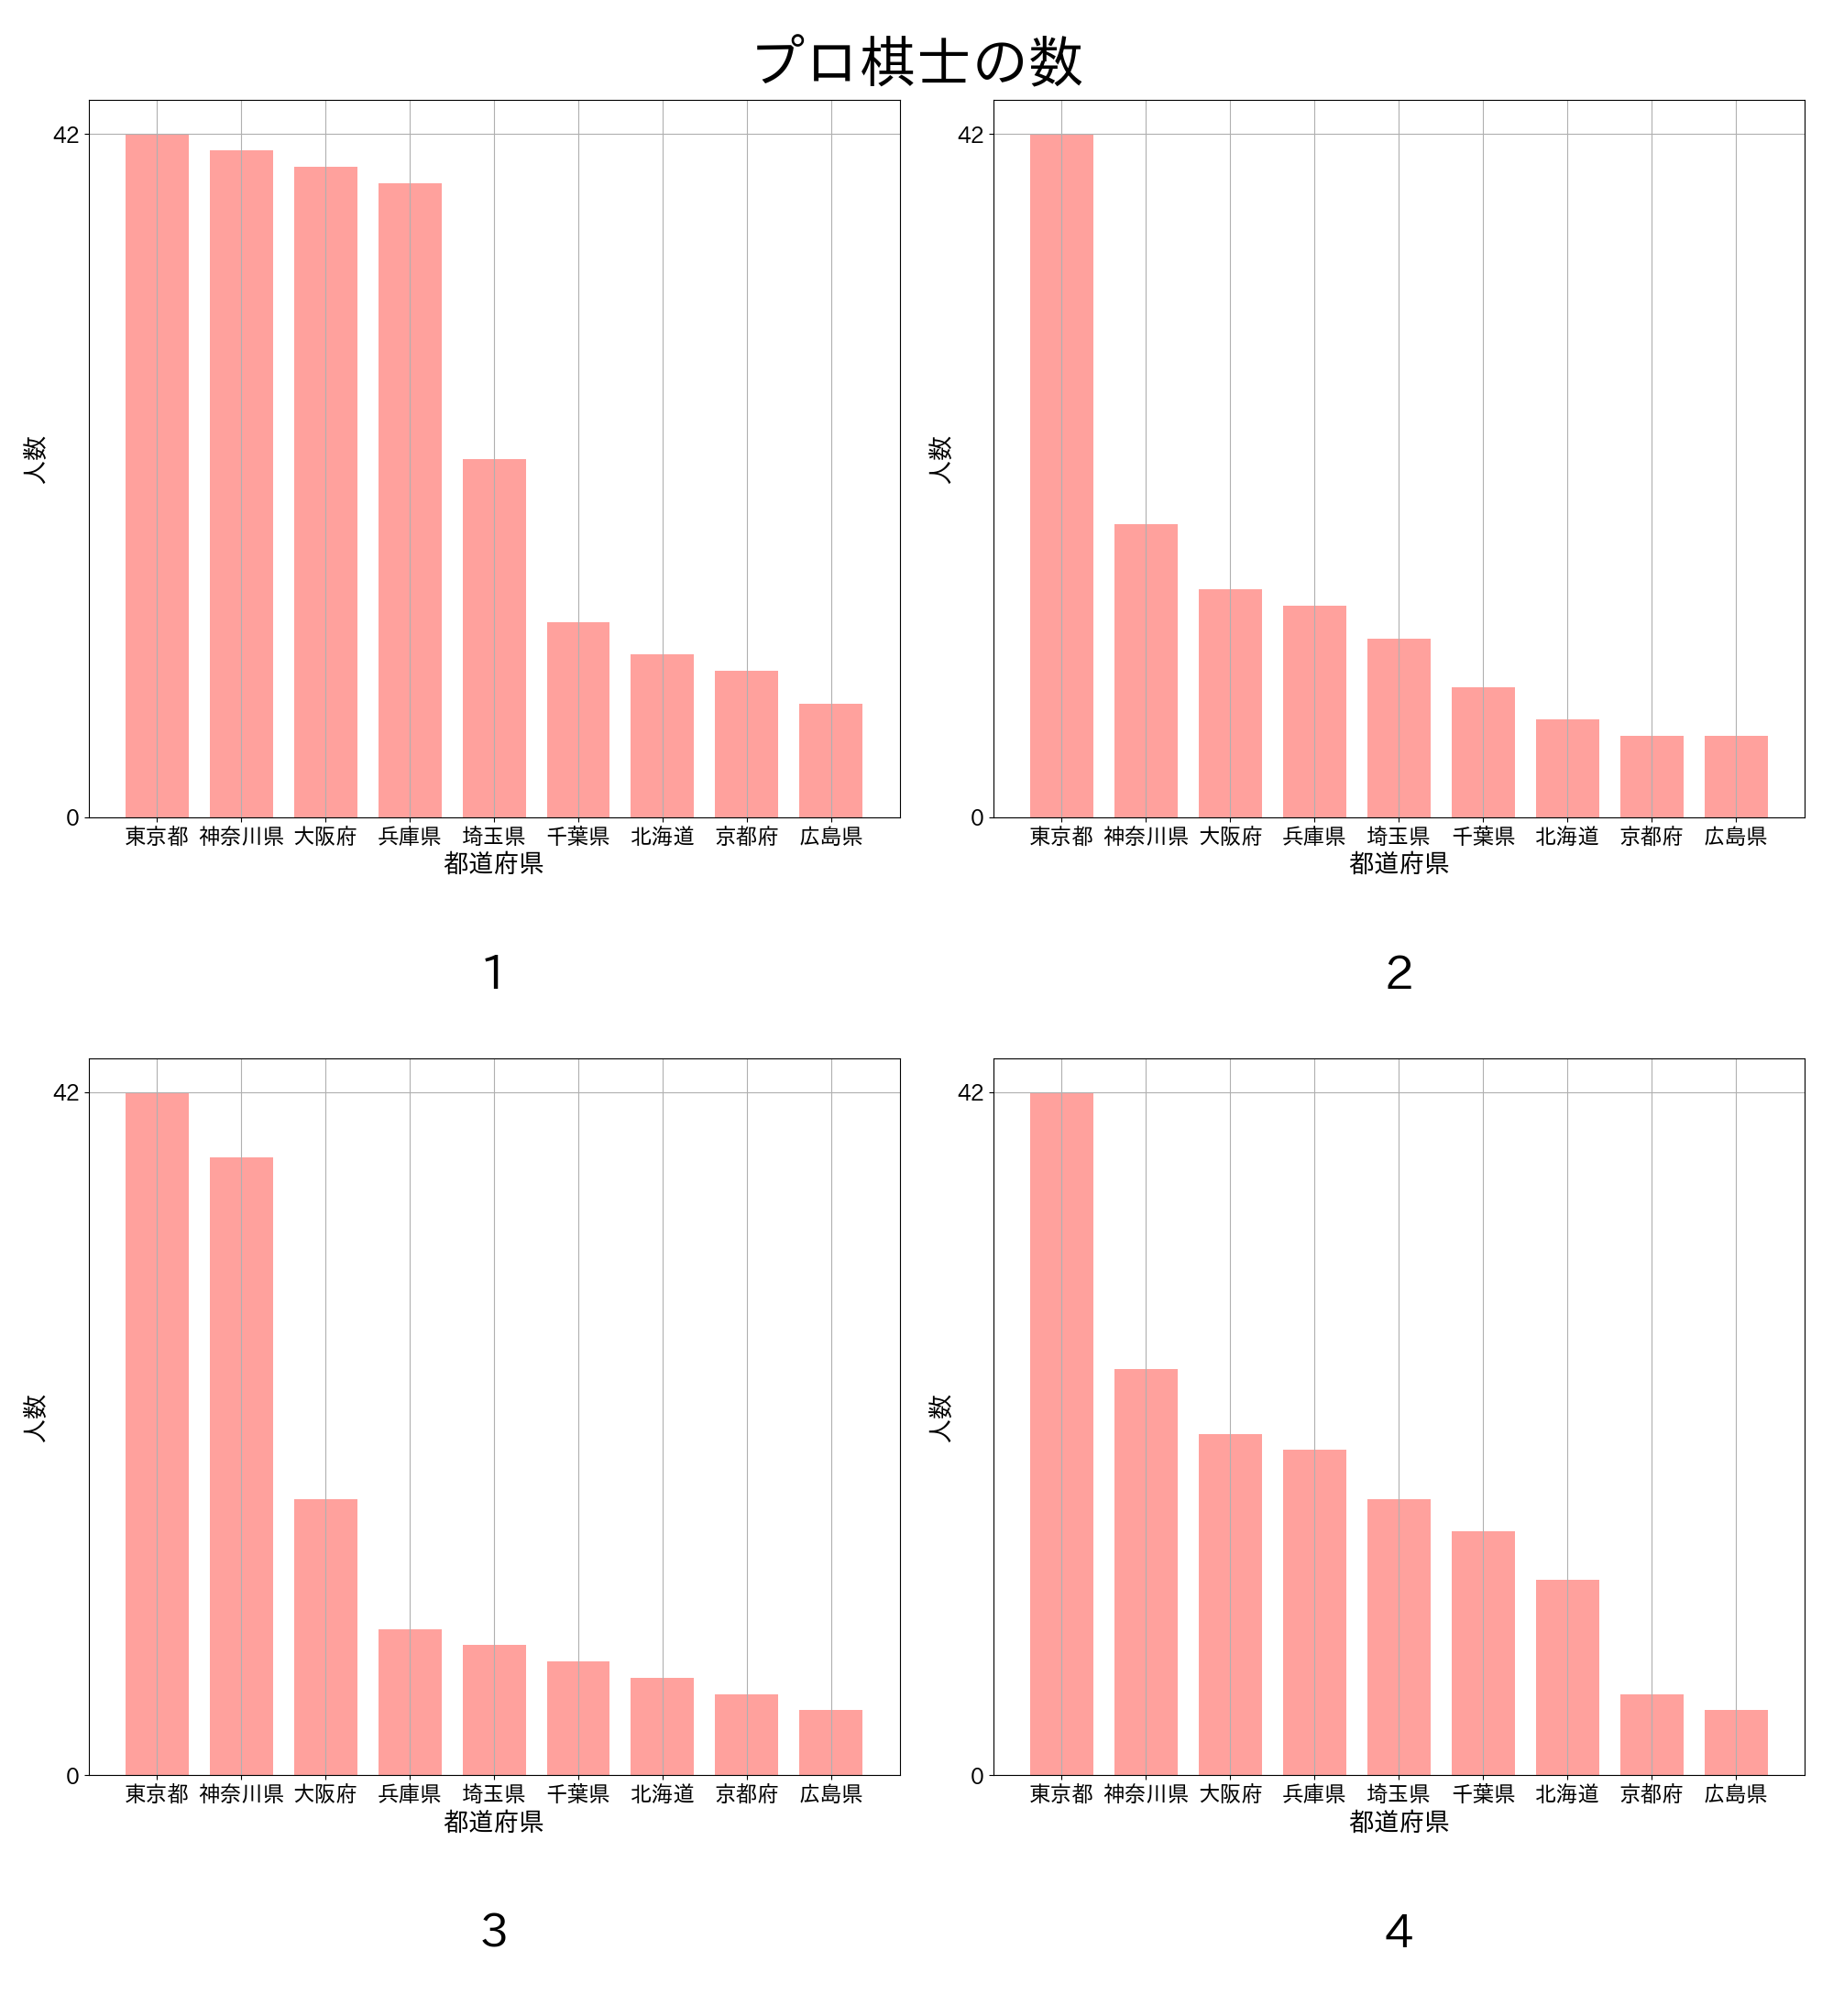 プロ棋士の数
42
0
人数
東京都 神奈川県 大阪府 兵庫県 埼玉県 千葉県 北海道 京都府 広島県
都道府県
1
42
0
人数
東京都 神奈川県 大阪府 兵庫県 埼玉県 千葉県 北海道 京都府 広島県
都道府県
2
42
0
人数
東京都 神奈川県 大阪府 兵庫県 埼玉県 千葉県 北海道 京都府 広島県
都道府県
3
42
0
人数
東京都 神奈川県 大阪府 兵庫県 埼玉県 千葉県 北海道 京都府 広島県
都道府県
4